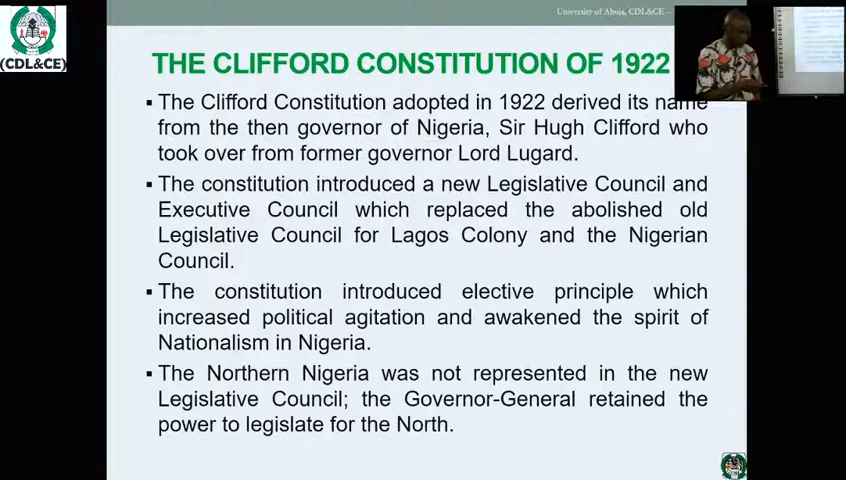 University of Abuja, CDL&CE –
(CDL&CE)
THE CLIFFORD CONSTITUTION OF 1922
▪ The Clifford Constitution adopted in 1922 derived its name
from the then governor of Nigeria, Sir Hugh Clifford who
took over from former governor Lord Lugard.
▪ The constitution introduced a new Legislative Council and
Executive Council which replaced the abolished old
Legislative Council for Lagos Colony and the Nigerian
Council.
▪ The constitution introduced elective principle which
increased political agitation and awakened the spirit of
Nationalism in Nigeria.
▪ The Northern Nigeria was not represented in the new
Legislative Council; the Governor-General retained the
power to legislate for the North.